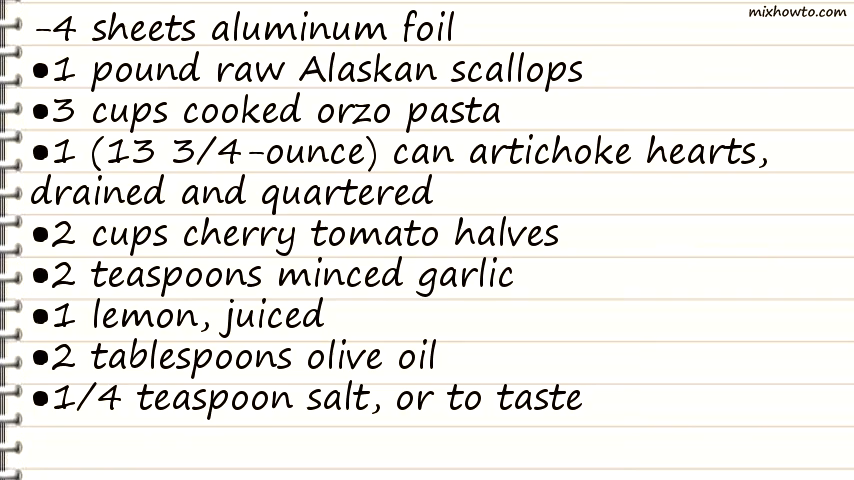 mixhowto.com
-4 sheets aluminum foil
•1 pound raw Alaskan scallops
•3 cups cooked orzo pasta
•1 (13 3/4-ounce) can artichoke hearts,
drained and quartered
•2 cups cherry tomato halves
•2 teaspoons minced garlic
•1 lemon, juiced
•2 tablespoons olive oil
•1/4 teaspoon salt, or to taste